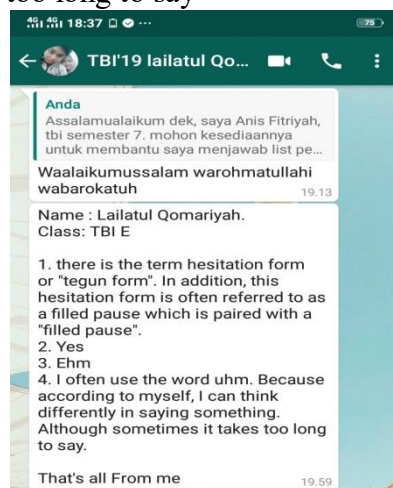 too long to say
4G 4G 18:37 ...
75
TBI'19 lailatul Qo...
Anda
Assalamualaikum dek, saya Anis Fitriyah,
tbi semester 7. mohon kesediaannya
untuk membantu saya menjawab list pe...
Waalaikumussalam warohmatullahi
wabarokatuh
19.13
Name : Lailatul Qomariyah.
Class: TBI E
1. there is the term hesitation form
or "tegun form". In addition, this
hesitation form is often referred to as
a filled pause which is paired with a
"filled pause".
2. Yes
3. Ehm
4. I often use the word uhm. Because
according to myself, I can think
differently in saying something.
Although sometimes it takes too long
to say.
That's all From me
19.59